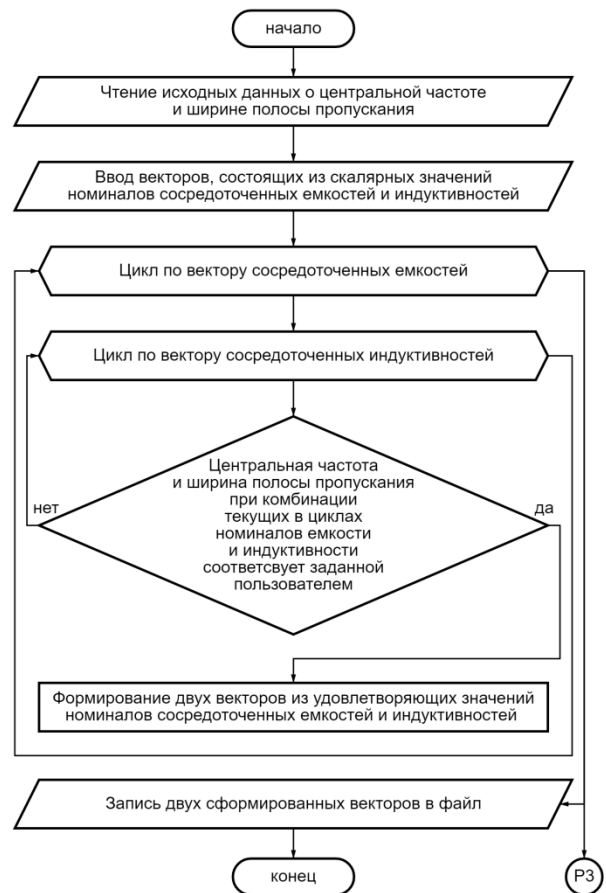 начало
Чтение исходных данных о центральной частоте
и ширине полосы пропускания
Ввод векторов, состоящих из скалярных значений
номиналов сосредоточенных емкостей и индуктивностей
Цикл по вектору сосредоточенных емкостей
Цикл по вектору сосредоточенных индуктивностей
Центральная частота
и ширина полосы пропускания
при комбинации
текущих в циклах
номиналов емкости
и индуктивности
соответсвует заданной
пользователем
нет
да
Формирование двух векторов из удовлетворяющих значений
номиналов сосредоточенных емкостей и индуктивностей
Запись двух сформированных векторов в файл
конец
Р3